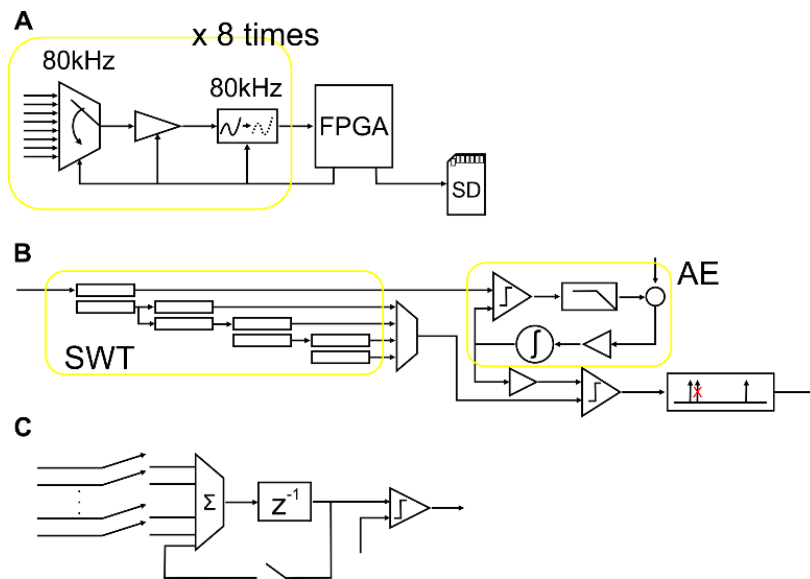 A
x 8 times
80kHz
80kHz
FPGA
SD
B
AE
SWT
∫
C
Σ
z⁻¹